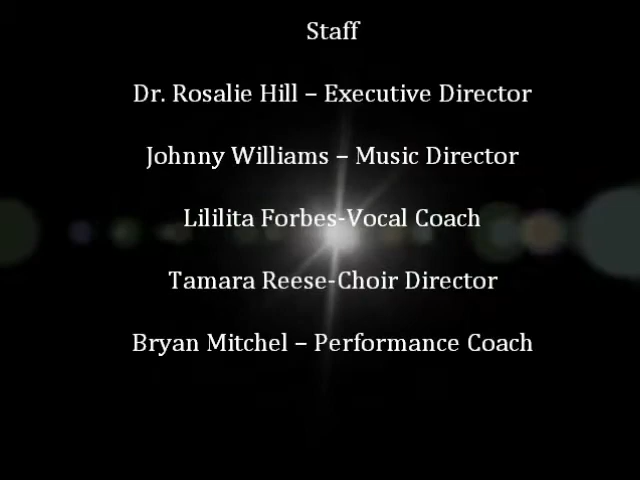 Staff
Dr. Rosalie Hill – Executive Director
Johnny Williams – Music Director
Lililita Forbes-Vocal Coach
Tamara Reese-Choir Director
Bryan Mitchel – Performance Coach